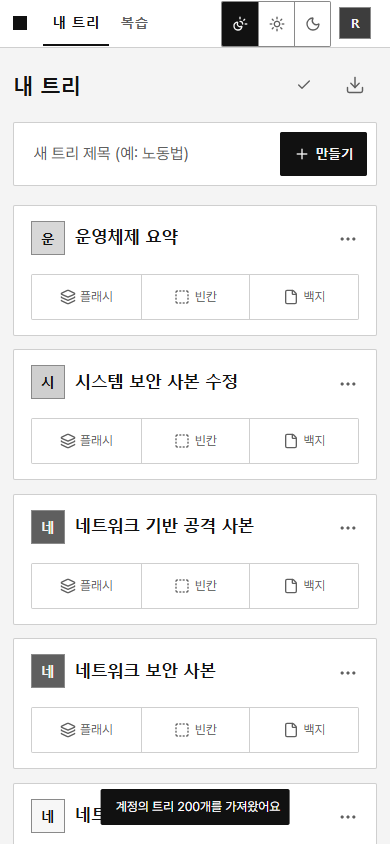 내 트리 복습 R
내 트리
새 트리 제목 (예: 노동법) 만들기
운 운영체제 요약
플래시 빈칸 백지
시 시스템 보안 사본 수정
플래시 빈칸 백지
네 네트워크 기반 공격 사본
플래시 빈칸 백지
네 네트워크 보안 사본
플래시 빈칸 백지
네 네트
계정의 트리 200개를 가져왔어요